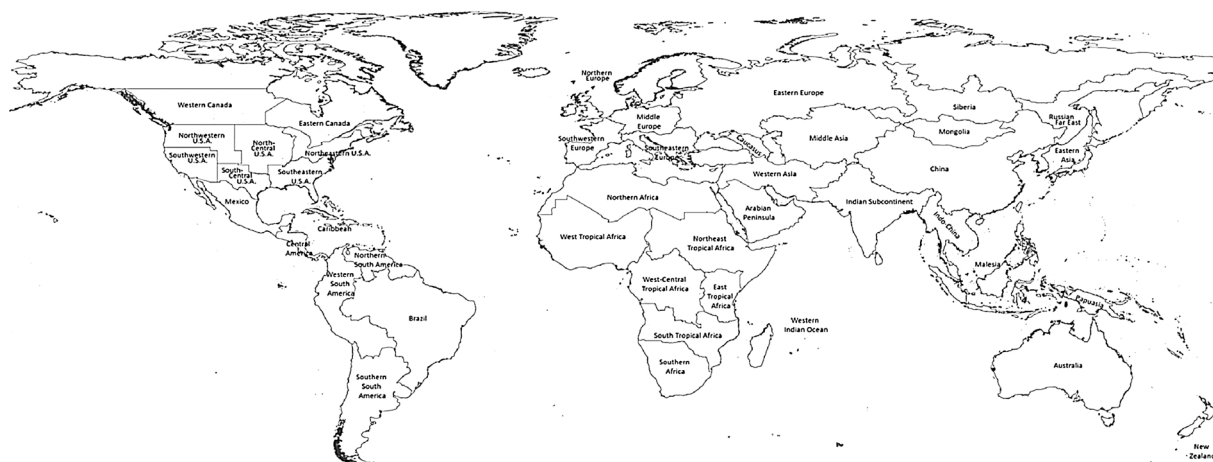 Northern
Europe
Eastern Europe
Western Canada
Siberia
Eastern Canada
Middle
Europe
Russian
Far East
Mongolia
Northwestern
U.S.A.
North-
Central
U.S.A.
Southwestern
Europe
Southeastern
Europe
Caucasus
Middle Asia
Eastern
Asia
Southwestern
U.S.A.
Northeastern U.S.A.
South-
Central
U.S.A.
Southeastern
U.S.A.
Western Asia
China
Mexico
Northern Africa
Arabian
Peninsula
Indian Subcontinent
Indo-China
Caribbean
West Tropical Africa
Northeast
Tropical Africa
Central
America
Northern
South America
Malesia
Western
South
America
West-Central
Tropical Africa
East
Tropical
Africa
Papuasia
Brazil
Western
Indian Ocean
South Tropical Africa
Southern
Africa
Australia
Southern
South
America
New
Zealand